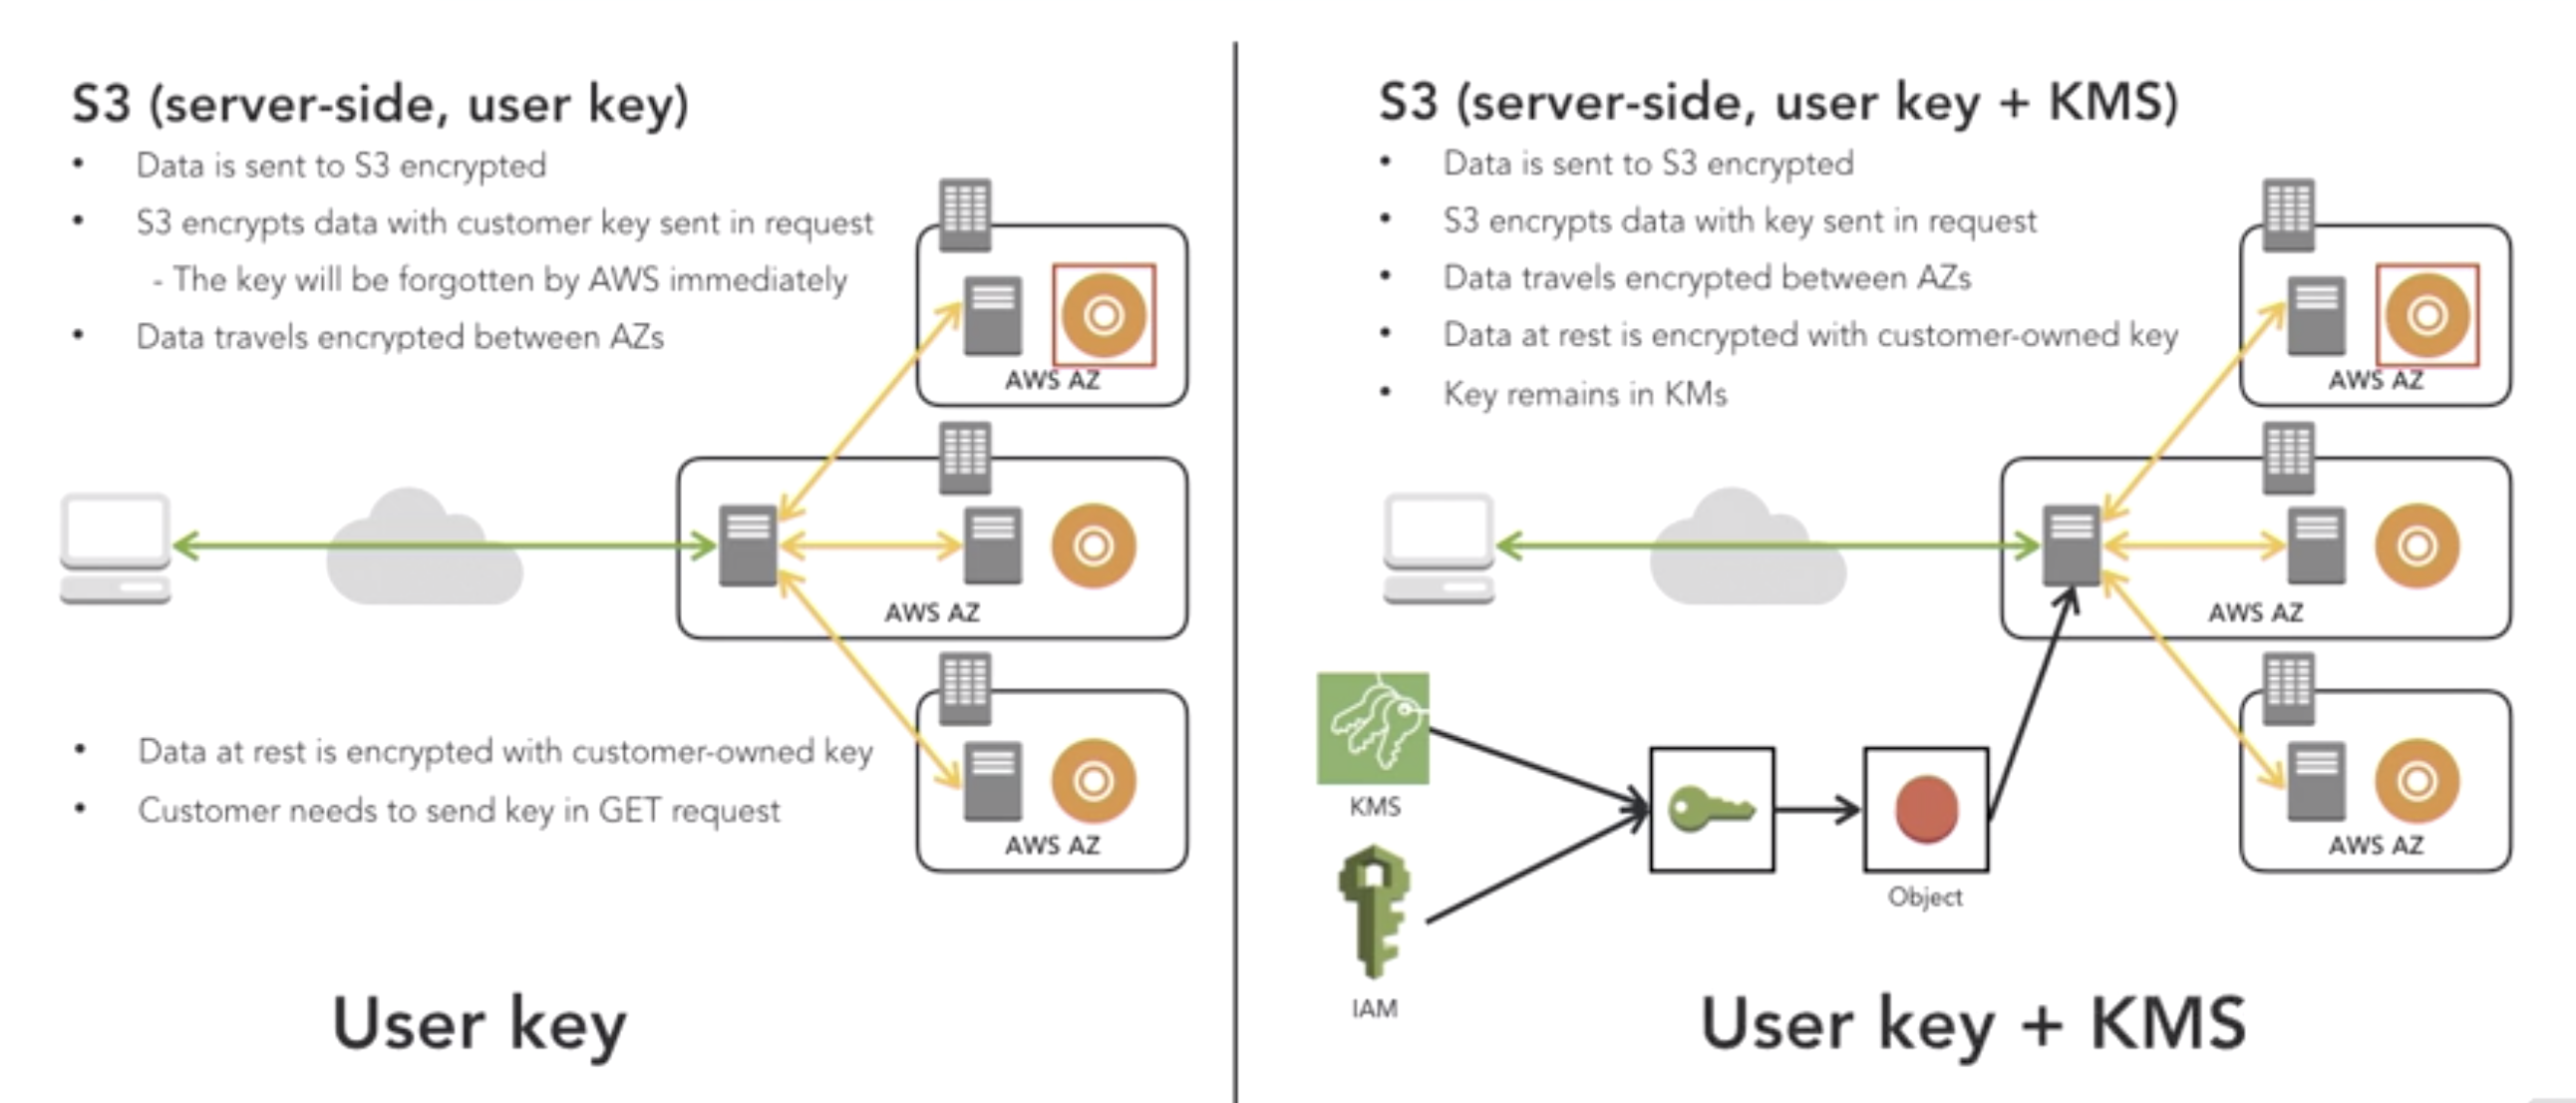 S3 (server-side, user key)
• Data is sent to S3 encrypted
• S3 encrypts data with customer key sent in request
- The key will be forgotten by AWS immediately
• Data travels encrypted between AZs
AWS AZ
AWS AZ
• Data at rest is encrypted with customer-owned key
• Customer needs to send key in GET request
AWS AZ
User key
S3 (server-side, user key + KMS)
• Data is sent to S3 encrypted
• S3 encrypts data with key sent in request
• Data travels encrypted between AZs
• Data at rest is encrypted with customer-owned key
• Key remains in KMs
AWS AZ
AWS AZ
KMS
AWS AZ
Object
IAM
User key + KMS